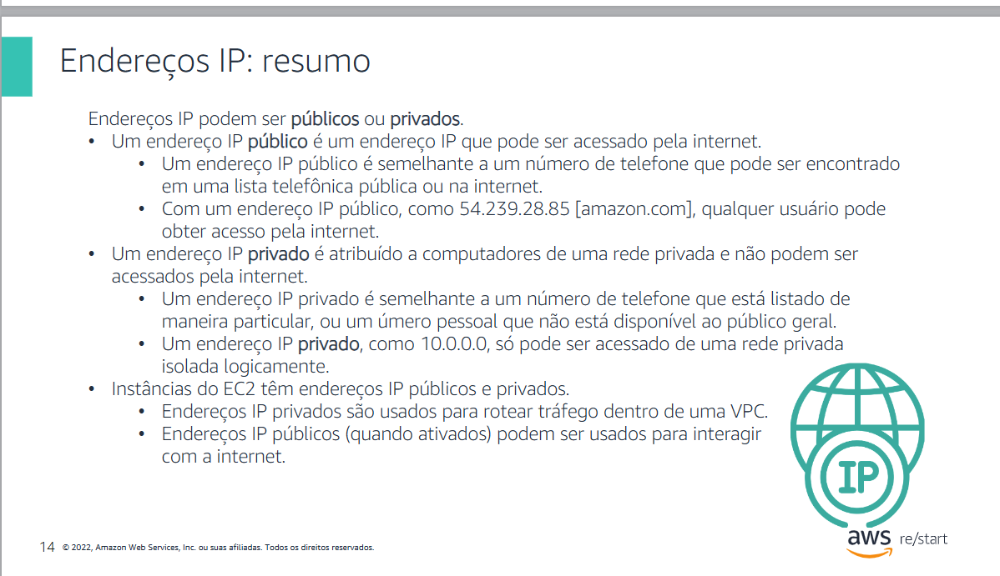 Endereços IP: resumo
Endereços IP podem ser públicos ou privados.
• Um endereço IP público é um endereço IP que pode ser acessado pela internet.
• Um endereço IP público é semelhante a um número de telefone que pode ser encontrado
em uma lista telefônica pública ou na internet.
• Com um endereço IP público, como 54.239.28.85 [amazon.com], qualquer usuário pode
obter acesso pela internet.
• Um endereço IP privado é atribuído a computadores de uma rede privada e não podem ser
acessados pela internet.
• Um endereço IP privado é semelhante a um número de telefone que está listado de
maneira particular, ou um úmero pessoal que não está disponível ao público geral.
• Um endereço IP privado, como 10.0.0.0, só pode ser acessado de uma rede privada
isolada logicamente.
• Instâncias do EC2 têm endereços IP públicos e privados.
• Endereços IP privados são usados para rotear tráfego dentro de uma VPC.
• Endereços IP públicos (quando ativados) podem ser usados para interagir
com a internet.
IP
14 © 2022, Amazon Web Services, Inc. ou suas afiliadas. Todos os direitos reservados.
aws re/start